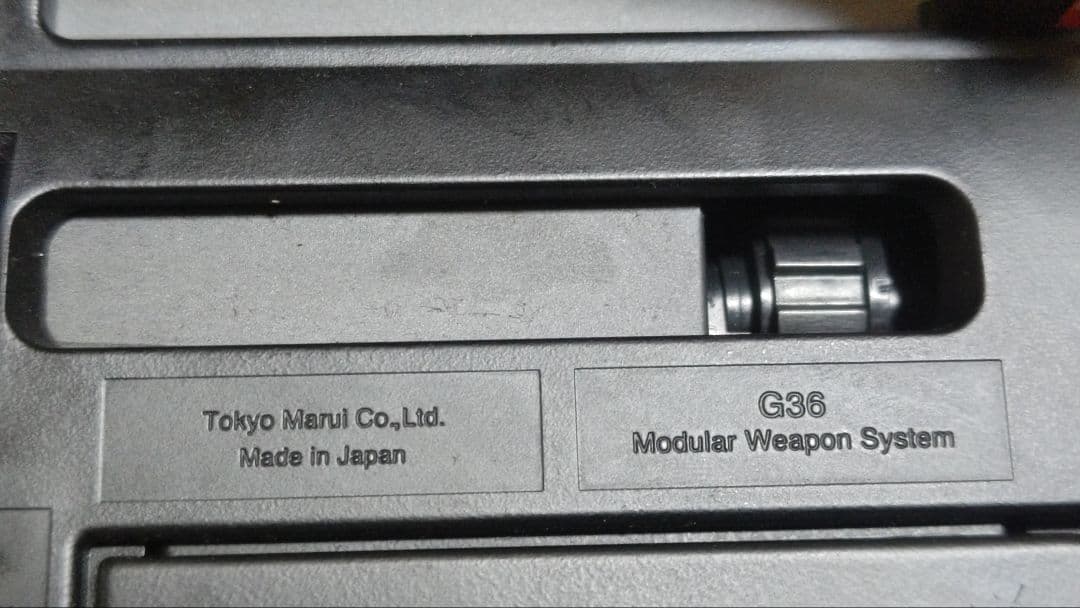 Tokyo Marui Co.,Ltd.
Made in Japan
G36
Modular Weapon System